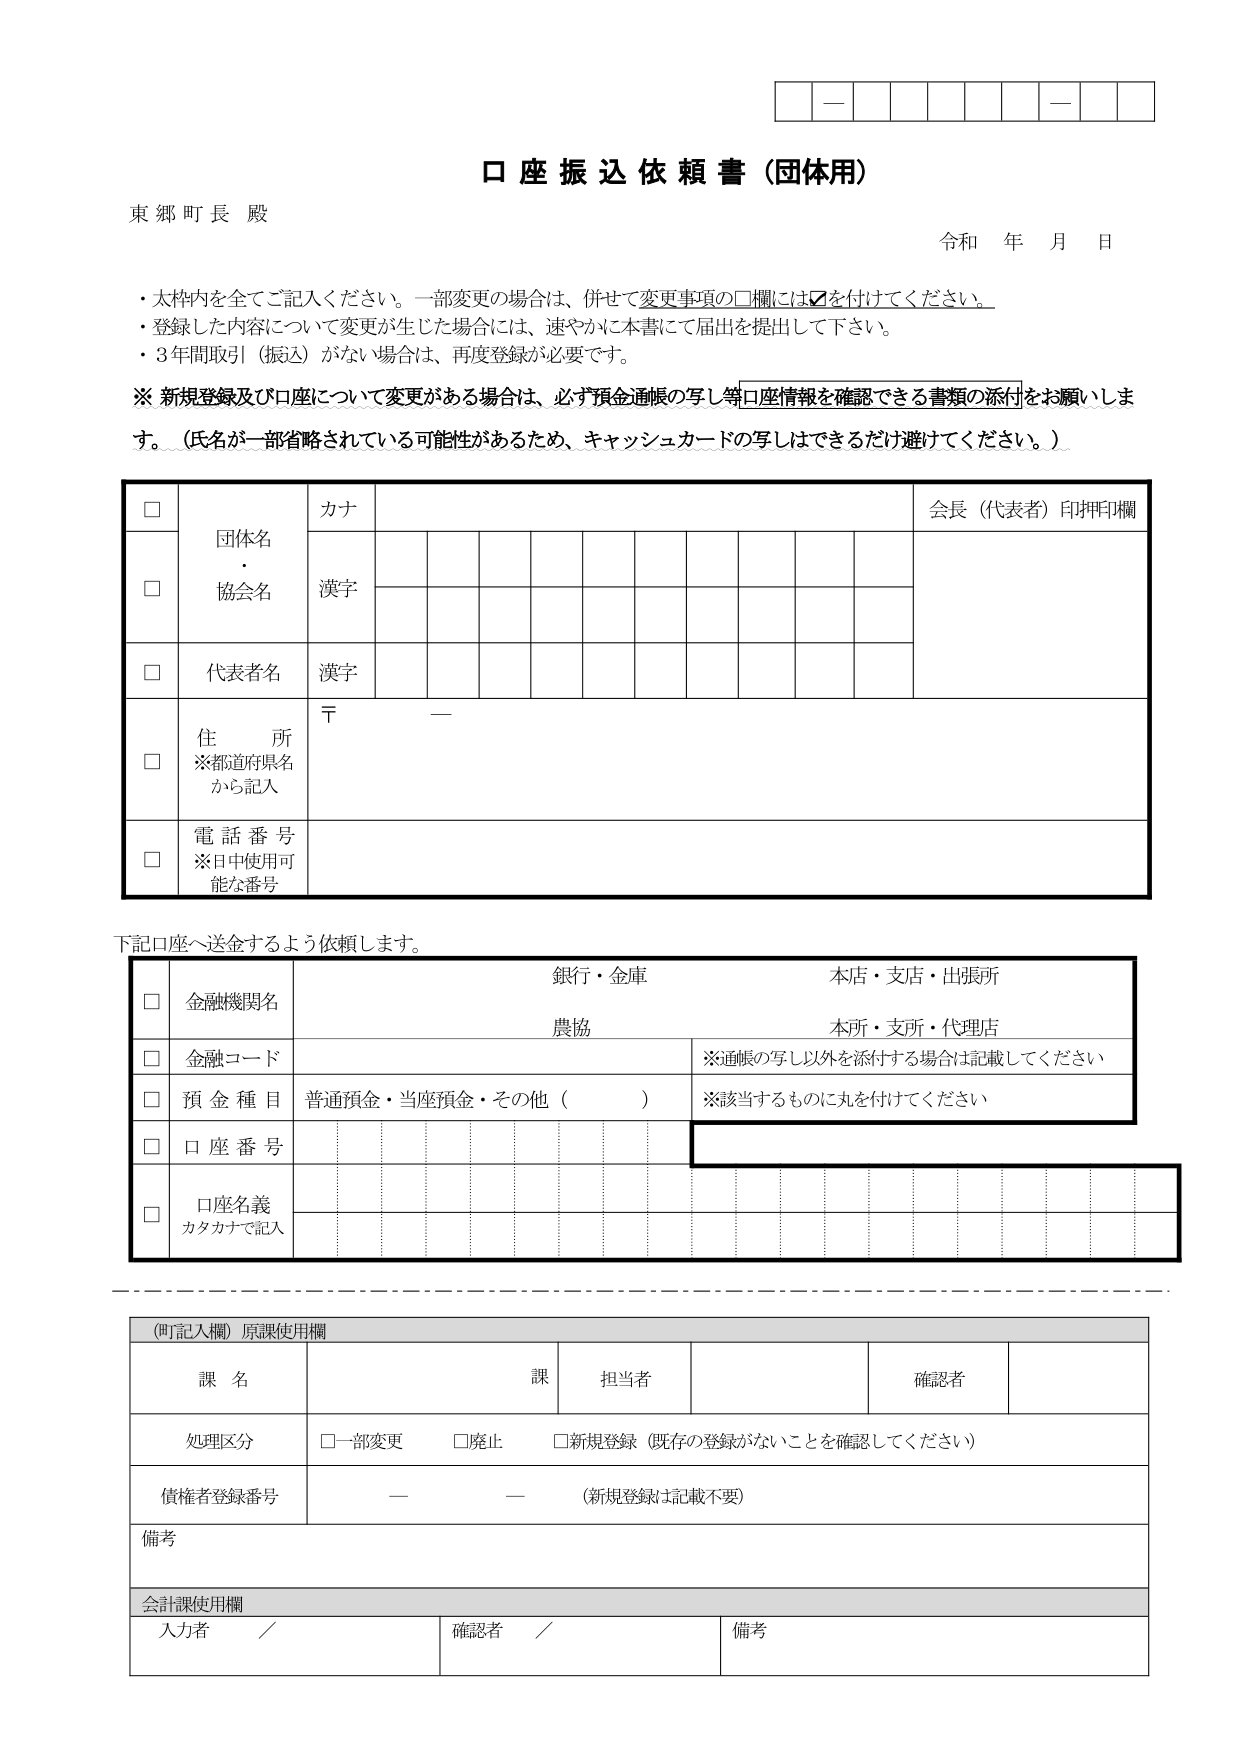 ― ―
口座振込依頼書（団体用）
東郷町長 殿
令和 年 月 日
・太枠内を全てご記入ください。一部変更の場合は、併せて変更事項の□欄には☑を付けてください。
・登録した内容について変更が生じた場合には、速やかに本書にて届出を提出して下さい。
・３年間取引（振込）がない場合は、再度登録が必要です。
※ 新規登録及び口座について変更がある場合は、必ず預金通帳の写し等口座情報を確認できる書類の添付をお願いしま
す。（氏名が一部省略されている可能性があるため、キャッシュカードの写しはできるだけ避けてください。）
□ 団体名 カナ 会長（代表者）印押印欄
・
□ 協会名 漢字
□ 代表者名 漢字
〒 ―
住 所
□ ※都道府県名
から記入
電話番号
□ ※日中使用可
能な番号
下記口座へ送金するよう依頼します。
銀行・金庫 本店・支店・出張所
□ 金融機関名
農協 本所・支所・代理店
□ 金融コード ※通帳の写し以外を添付する場合は記載してください
□ 預金種目 普通預金・当座預金・その他（ ） ※該当するものに丸を付けてください
□ 口座番号
□ 口座名義
カタカナで記入
（町記入欄）原課使用欄
課 名 課 担当者 確認者
処理区分 □一部変更 □廃止 □新規登録（既存の登録がないことを確認してください）
債権者登録番号 ― ― （新規登録は記載不要）
備考
会計課使用欄
入力者 ／ 確認者 ／ 備考